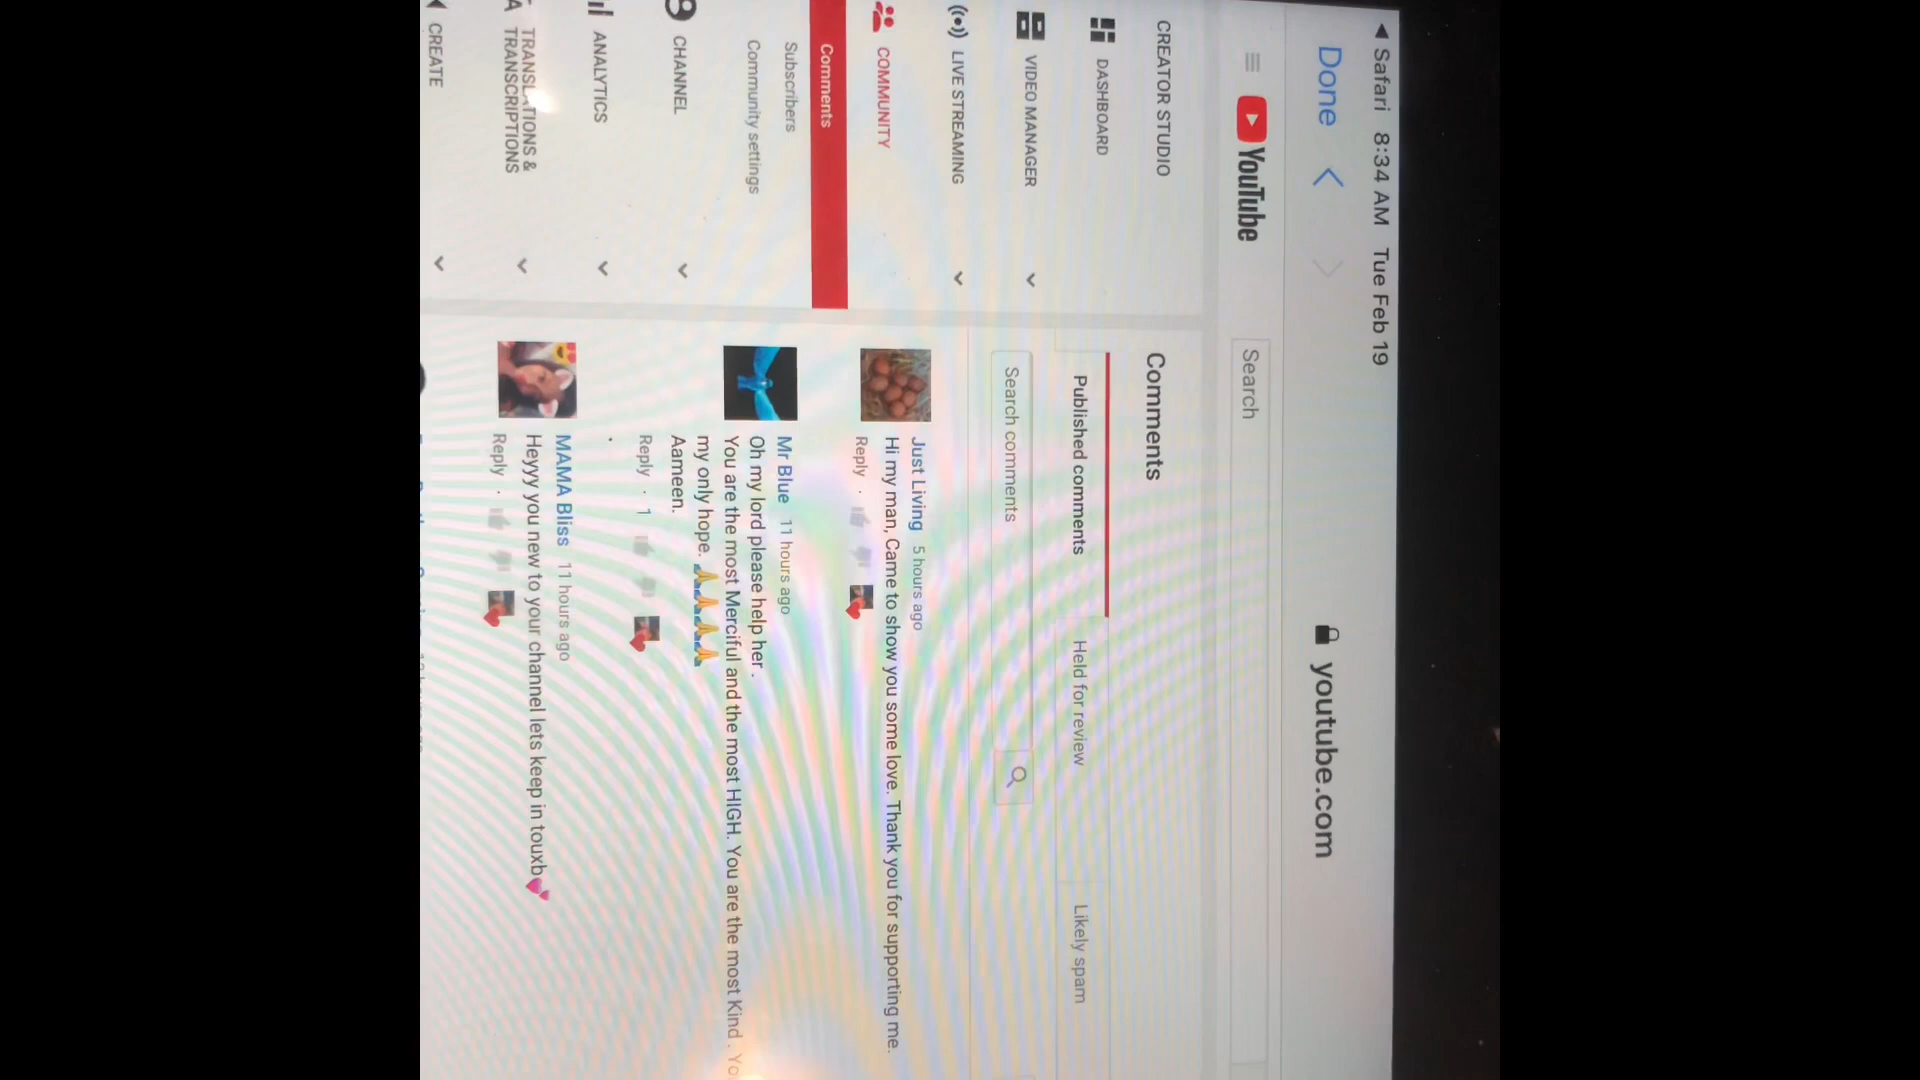 Safari 8:34 AM Tue Feb 19
Done
youtube.com
YouTube
Search
CREATOR STUDIO
DASHBOARD
VIDEO MANAGER
LIVE STREAMING
COMMUNITY
Comments
Subscribers
Community settings
CHANNEL
ANALYTICS
TRANSLATIONS &
TRANSCRIPTIONS
CREATE
Comments
Published comments
Held for review
Likely spam
Search comments
Just Living 5 hours ago
Hi my man, Came to show you some love. Thank you for supporting me.
Reply ·
Mr Blue 11 hours ago
Oh my lord please help her .
You are the most Merciful and the most HIGH. You are the most Kind . Yo
my only hope. 🙏🙏🙏🙏
Aameen.
Reply · 1
.
MAMA Bliss 11 hours ago
Heyyy you new to your channel lets keep in touxb💕
Reply ·